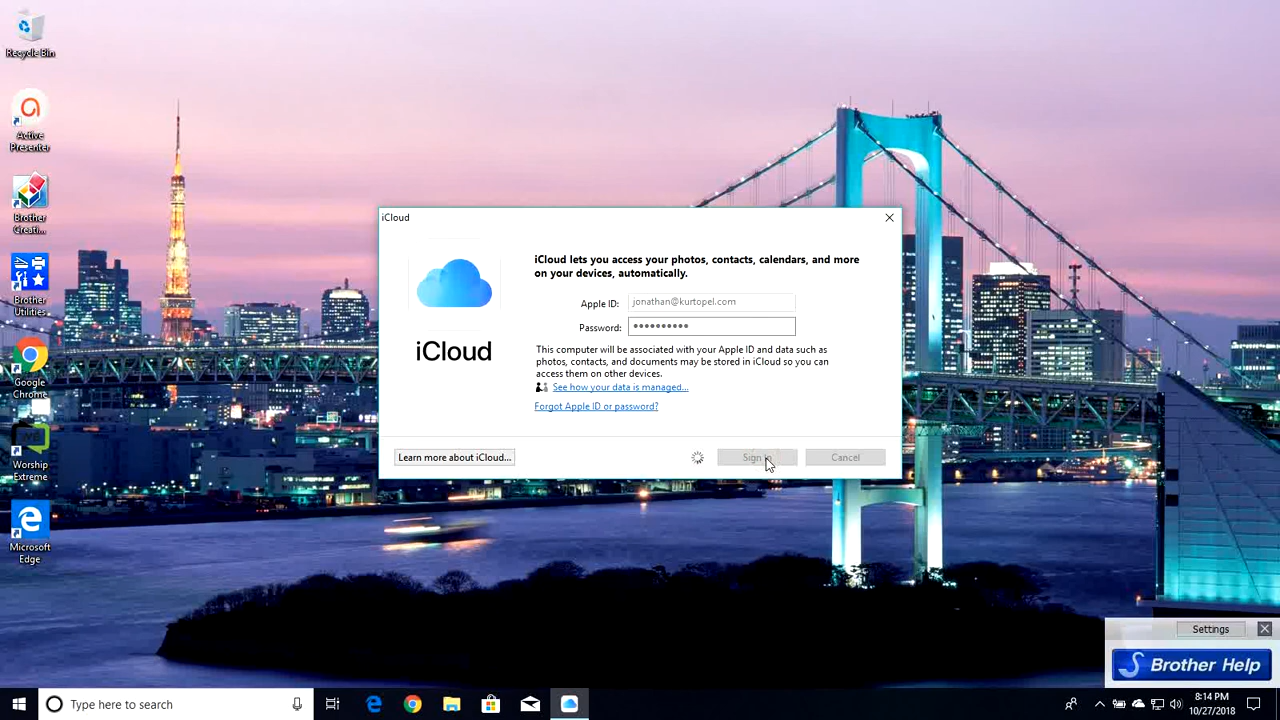 Recycle Bin
Active
Presenter
Brother
Creati...
Brother
Utilities
Google
Chrome
Worship
Extreme
Microsoft
Edge
iCloud
iCloud
iCloud lets you access your photos, contacts, calendars, and more
on your devices, automatically.
Apple ID: jonathan@kurtopel.com
Password: ●●●●●●●●●●
This computer will be associated with your Apple ID and data such as
photos, contacts, and documents may be stored in iCloud so you can
access them on other devices.
See how your data is managed...
Forgot Apple ID or password?
Learn more about iCloud...
Sign in
Cancel
Settings
Brother Help
Type here to search
8:14 PM
10/27/2018